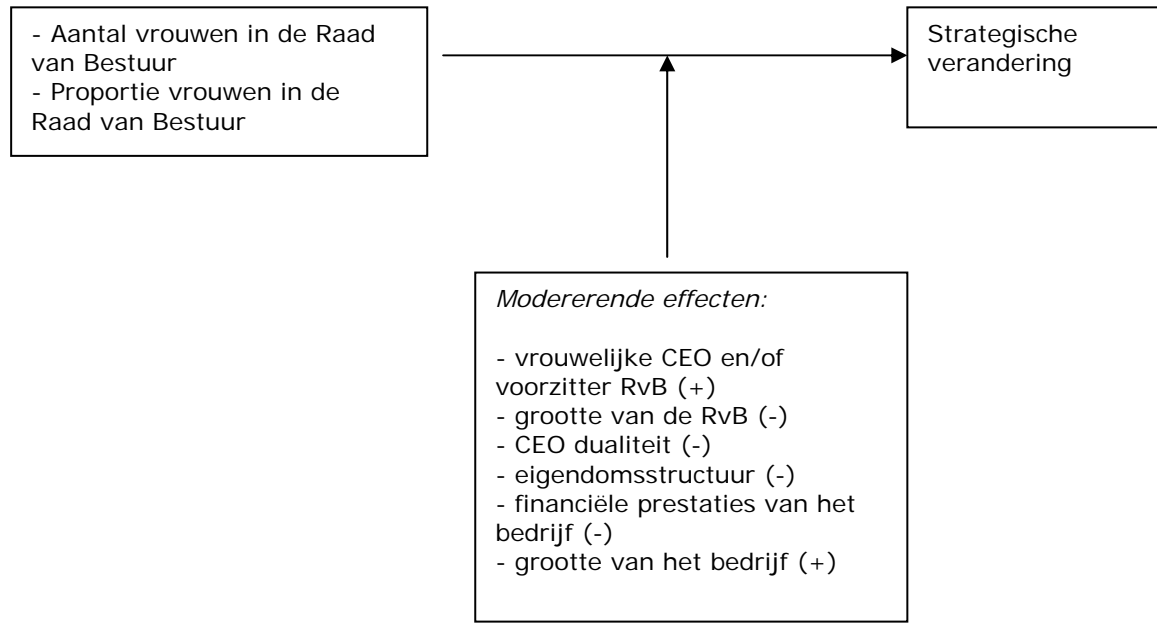 - Aantal vrouwen in de Raad
van Bestuur
- Proportie vrouwen in de
Raad van Bestuur
Strategische
verandering
Modererende effecten:
- vrouwelijke CEO en/of
voorzitter RvB (+)
- grootte van de RvB (-)
- CEO dualiteit (-)
- eigendomsstructuur (-)
- financiële prestaties van het
bedrijf (-)
- grootte van het bedrijf (+)